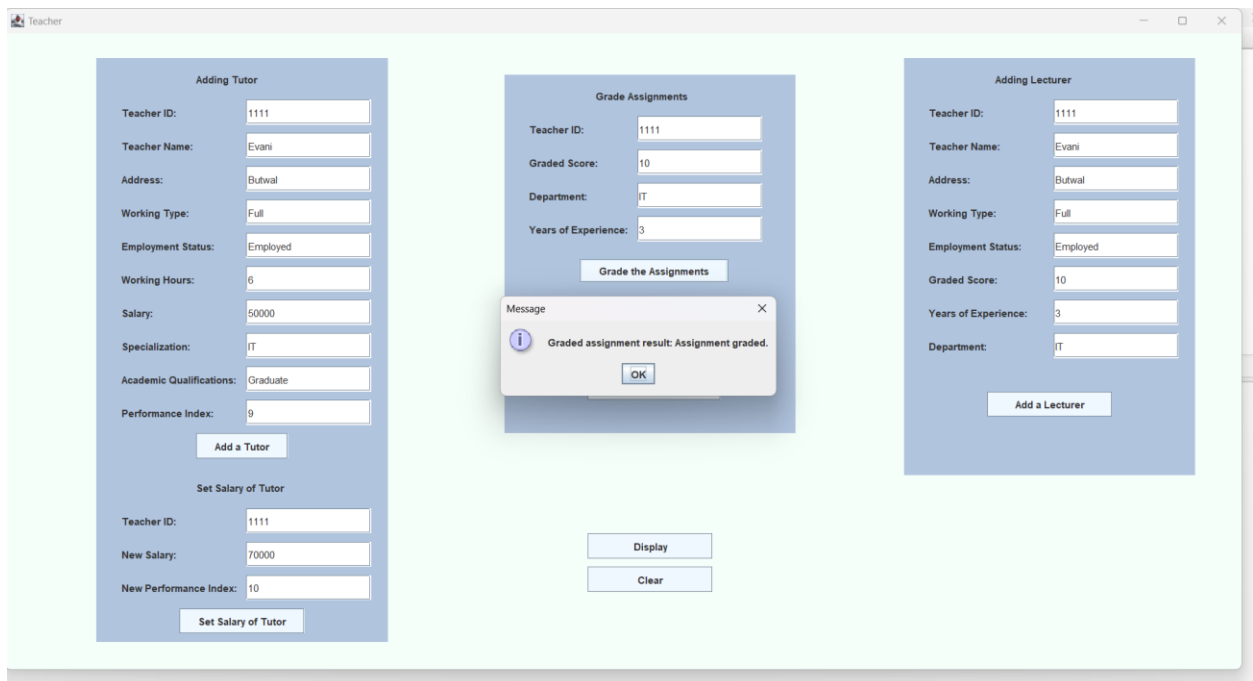 Teacher
Adding Tutor
Teacher ID: 1111
Teacher Name: Evani
Address: Butwal
Working Type: Full
Employment Status: Employed
Working Hours: 6
Salary: 50000
Specialization: IT
Academic Qualifications: Graduate
Performance Index: 9
Add a Tutor
Set Salary of Tutor
Teacher ID: 1111
New Salary: 70000
New Performance Index: 10
Set Salary of Tutor
Grade Assignments
Teacher ID: 1111
Graded Score: 10
Department: IT
Years of Experience: 3
Grade the Assignments
Message
Graded assignment result: Assignment graded.
OK
Display
Clear
Adding Lecturer
Teacher ID: 1111
Teacher Name: Evani
Address: Butwal
Working Type: Full
Employment Status: Employed
Graded Score: 10
Years of Experience: 3
Department: IT
Add a Lecturer